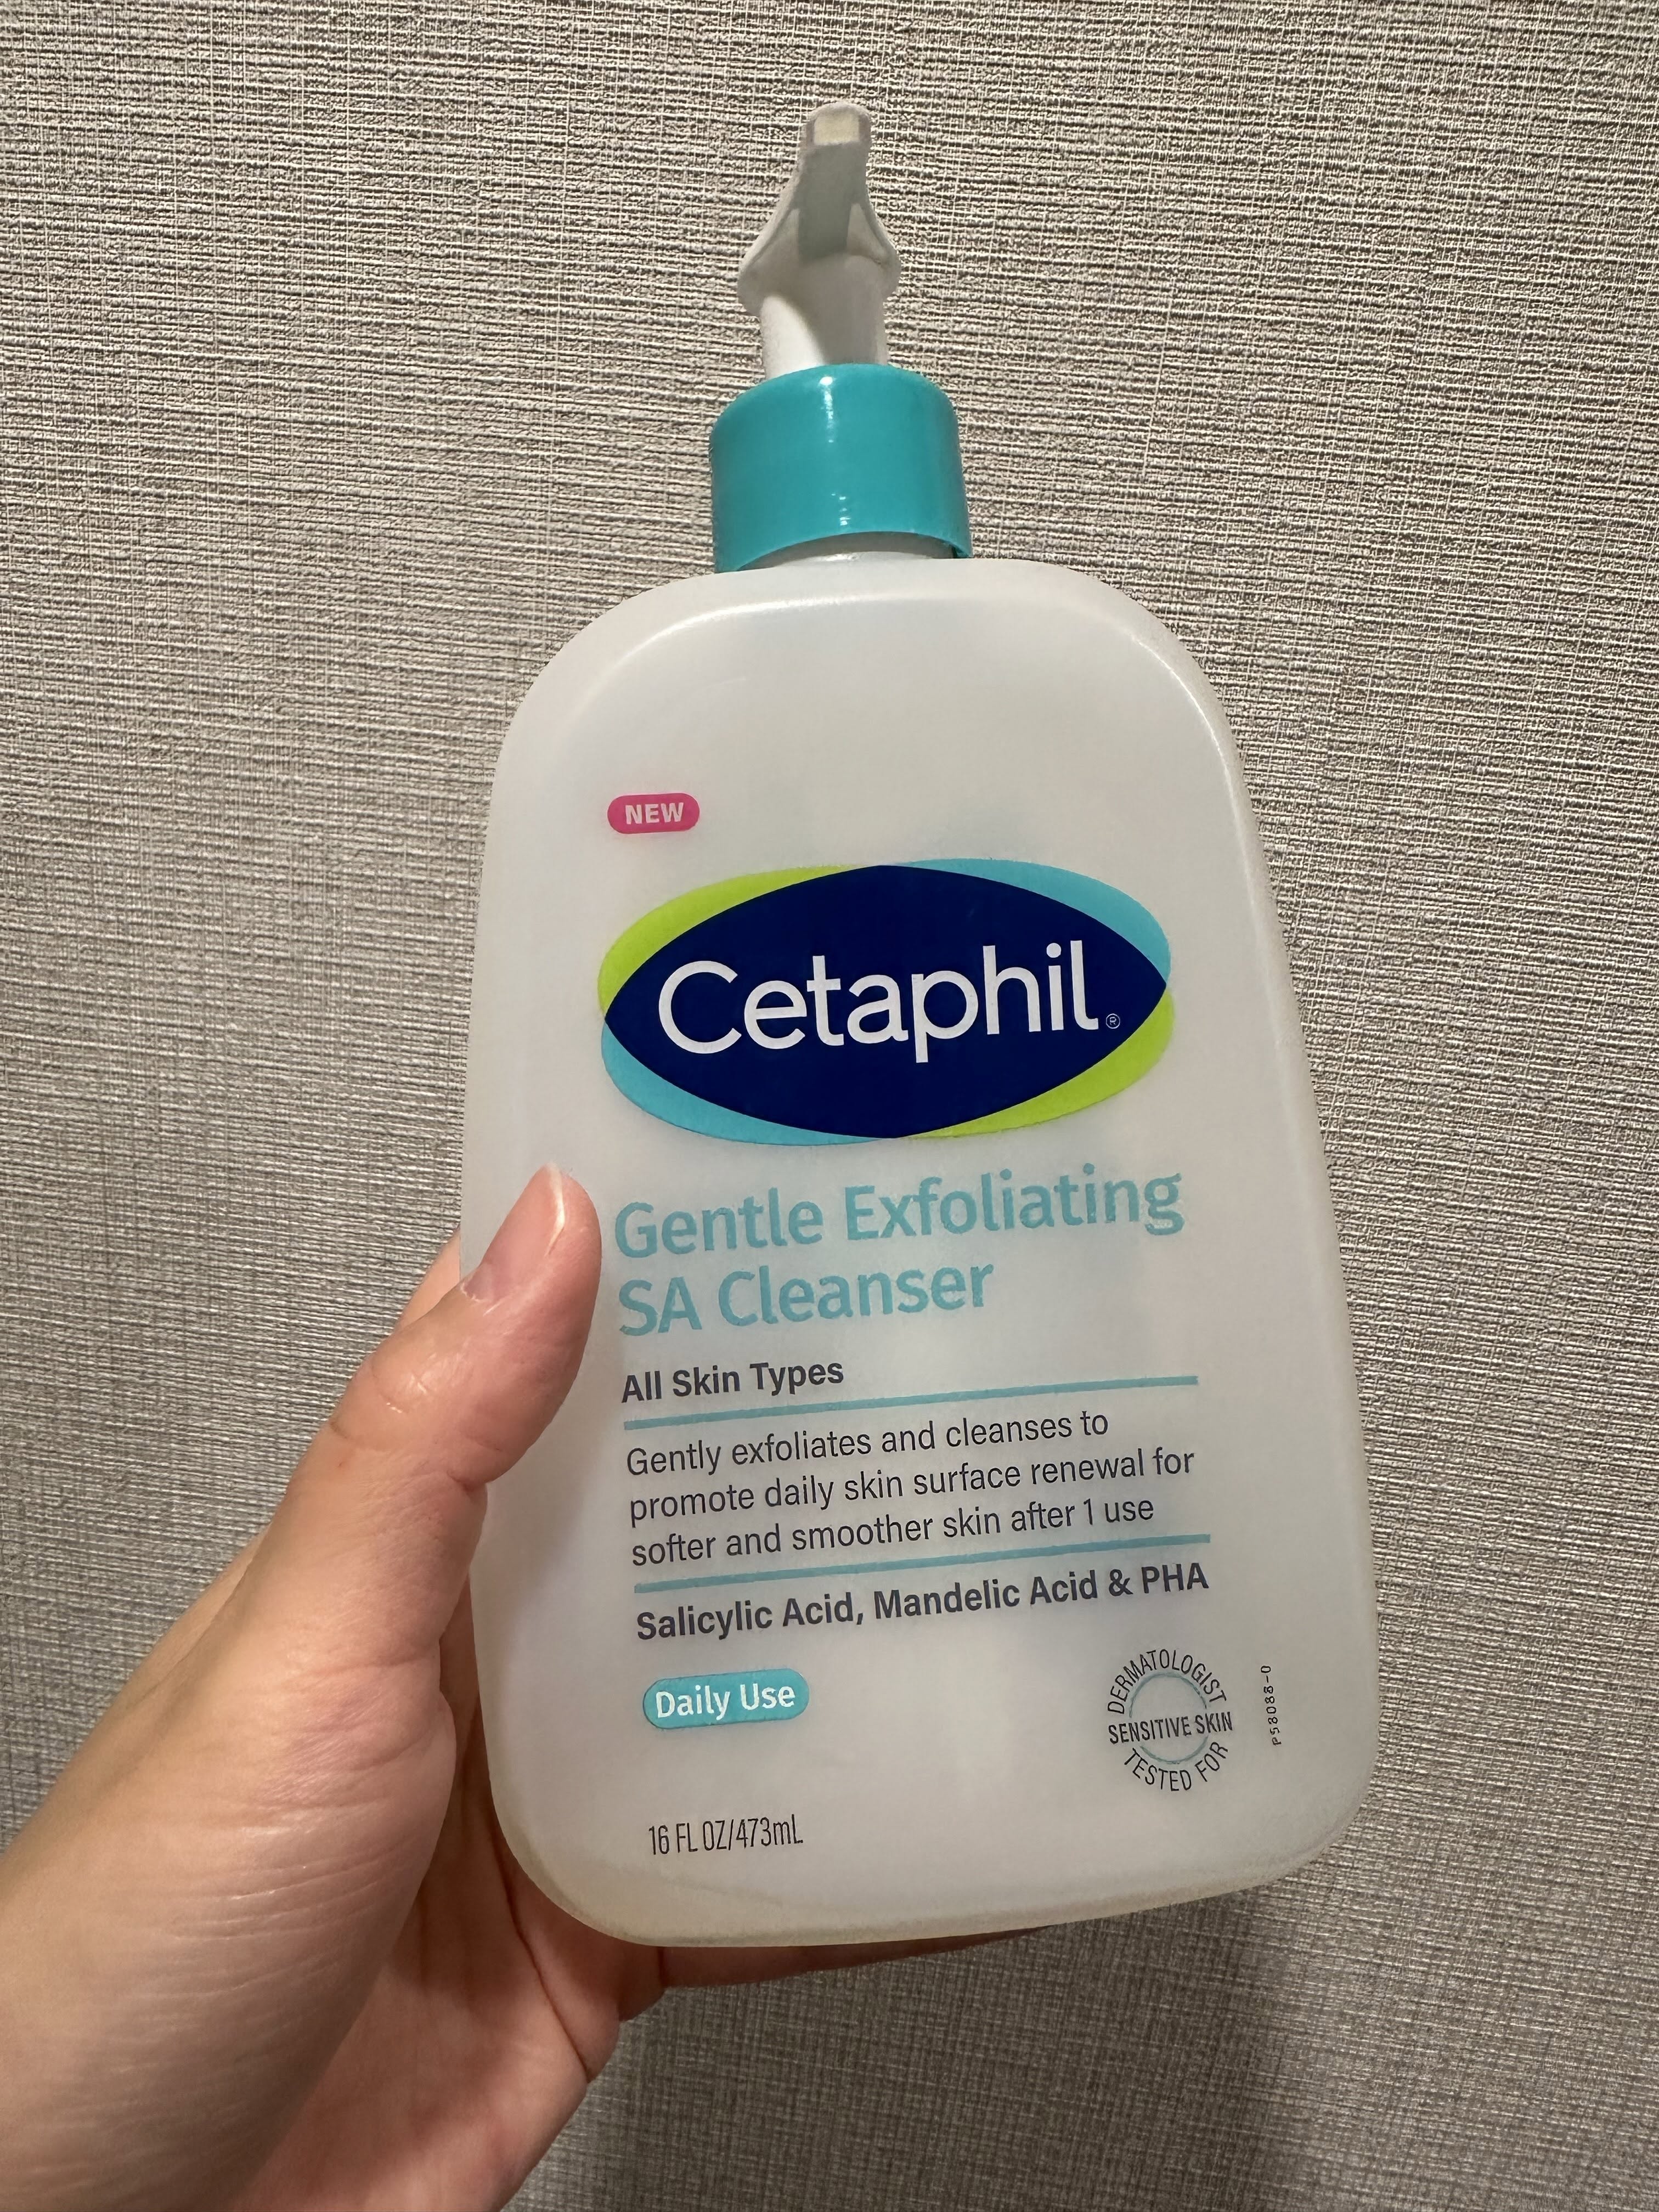 NEW
Cetaphil®
Gentle Exfoliating
SA Cleanser
All Skin Types
Gently exfoliates and cleanses to
promote daily skin surface renewal for
softer and smoother skin after 1 use
Salicylic Acid, Mandelic Acid & PHA
Daily Use
DERMATOLOGIST
SENSITIVE SKIN
TESTED FOR
P58088-0
16 FL OZ/473mL